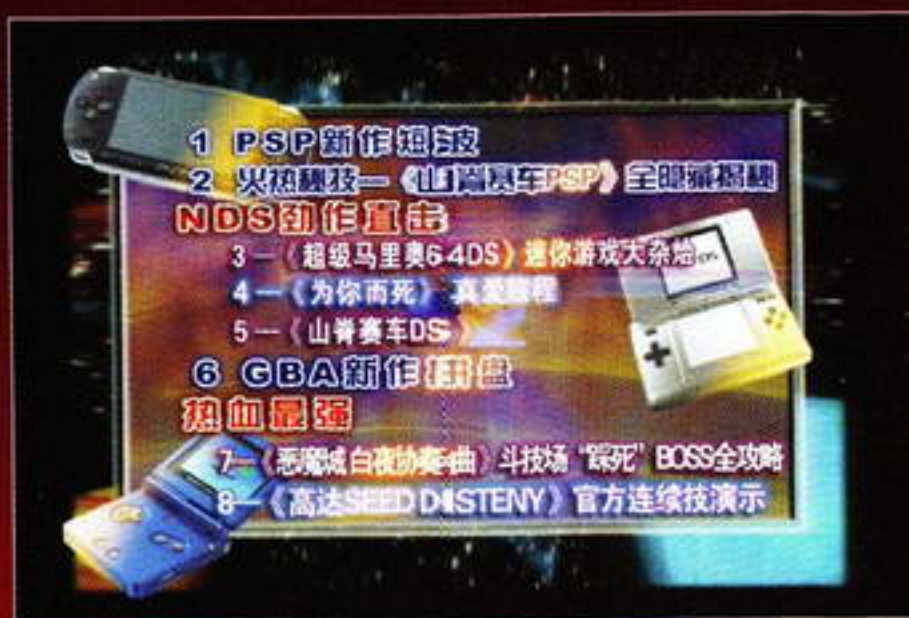 1 PSP新作短波
2 火热秘技—《山脊赛车PSP》全隐藏揭秘
NDS劲作直击
3—《超级马里奥64DS》迷你游戏大杂烩
DS
4—《为你而死》真爱旅程
5—《山脊赛车DS》
6 GBA新作拼盘
热血最强
7—《恶魔城 白夜协奏曲》斗技场“踩死”BOSS全攻略
8—《高达SEED DISTENY》官方连续技演示